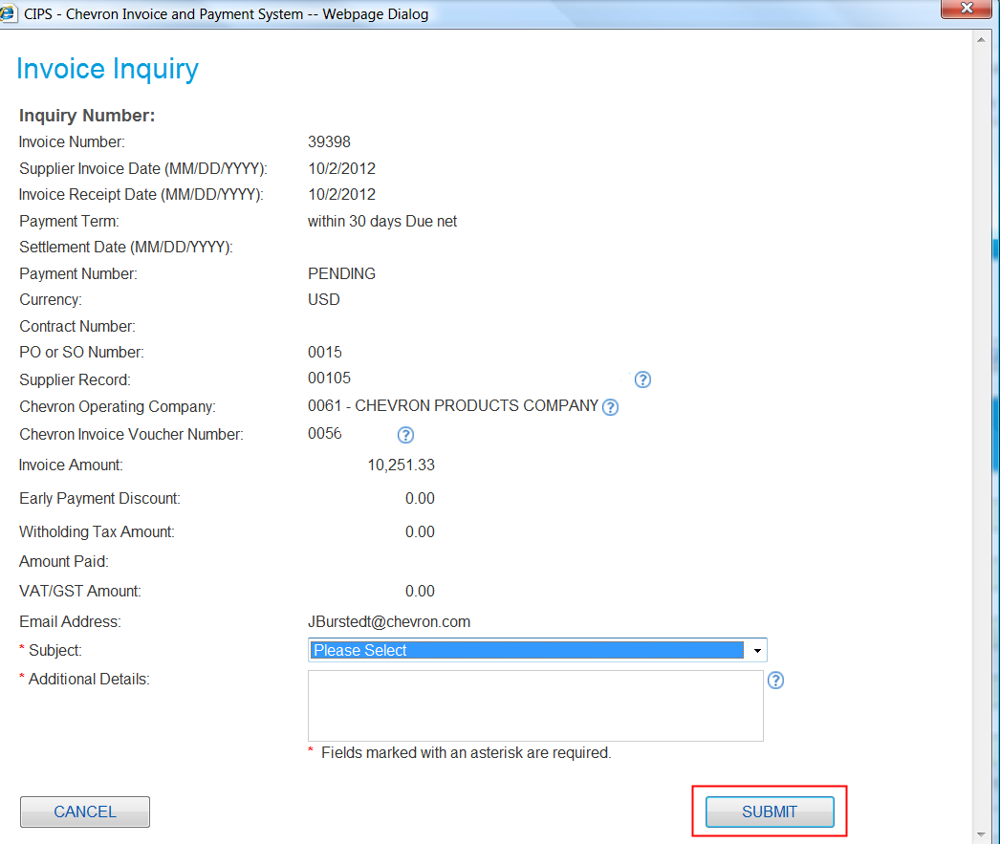 CIPS - Chevron Invoice and Payment System -- Webpage Dialog
Invoice Inquiry
Inquiry Number:
Invoice Number: 39398
Supplier Invoice Date (MM/DD/YYYY): 10/2/2012
Invoice Receipt Date (MM/DD/YYYY): 10/2/2012
Payment Term: within 30 days Due net
Settlement Date (MM/DD/YYYY):
Payment Number: PENDING
Currency: USD
Contract Number:
PO or SO Number: 0015
Supplier Record: 00105 ?
Chevron Operating Company: 0061 - CHEVRON PRODUCTS COMPANY ?
Chevron Invoice Voucher Number: 0056 ?
Invoice Amount: 10,251.33
Early Payment Discount: 0.00
Witholding Tax Amount: 0.00
Amount Paid:
VAT/GST Amount: 0.00
Email Address: JBurstedt@chevron.com
* Subject: Please Select
* Additional Details: ?
* Fields marked with an asterisk are required.
CANCEL SUBMIT